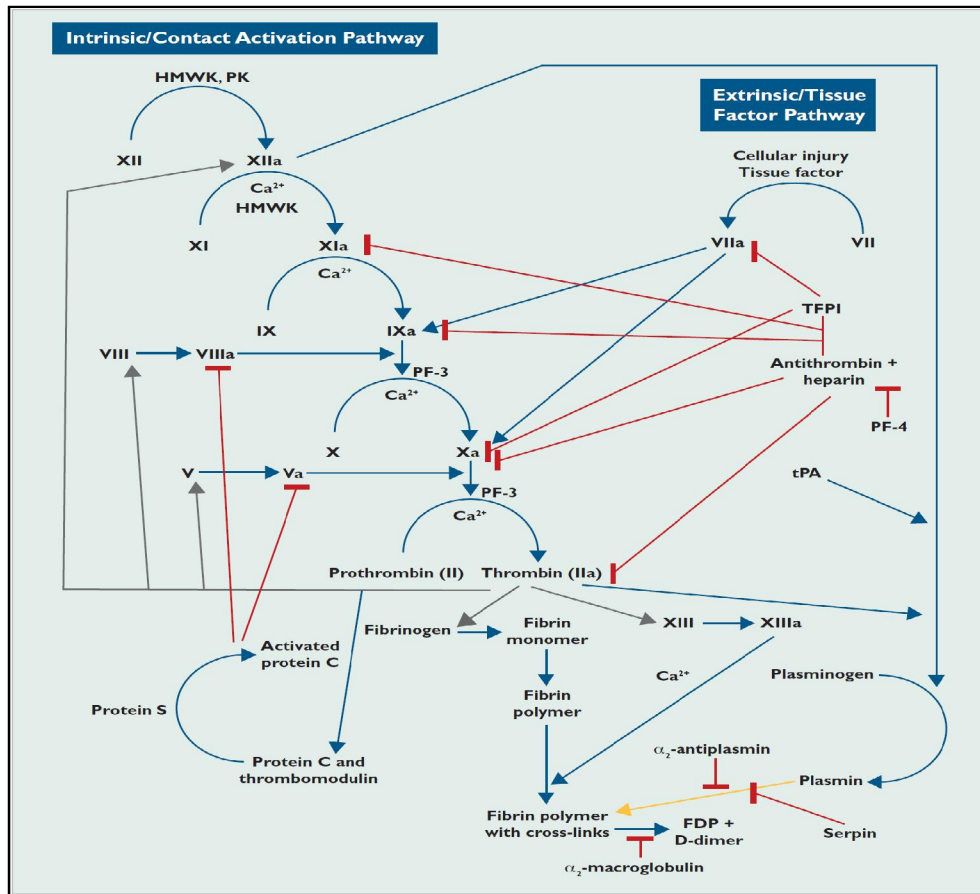 Intrinsic/Contact Activation Pathway
HMWK, PK
Extrinsic/Tissue
Factor Pathway
XII
XIIa
Cellular injury
Tissue factor
Ca²⁺
HMWK
XI
XIa
VIIa
VII
Ca²⁺
TFPI
IX
IXa
VIII
VIIIa
PF-3
Antithrombin +
heparin
Ca²⁺
PF-4
X
Xa
V
Va
tPA
PF-3
Ca²⁺
Prothrombin (II)
Thrombin (IIa)
Fibrinogen
Fibrin
monomer
XIII
XIIIa
Activated
protein C
Ca²⁺
Plasminogen
Protein S
Fibrin
polymer
Protein C and
thrombomodulin
α₂-antiplasmin
Plasmin
Fibrin polymer
with cross-links
FDP +
D-dimer
Serpin
α₂-macroglobulin